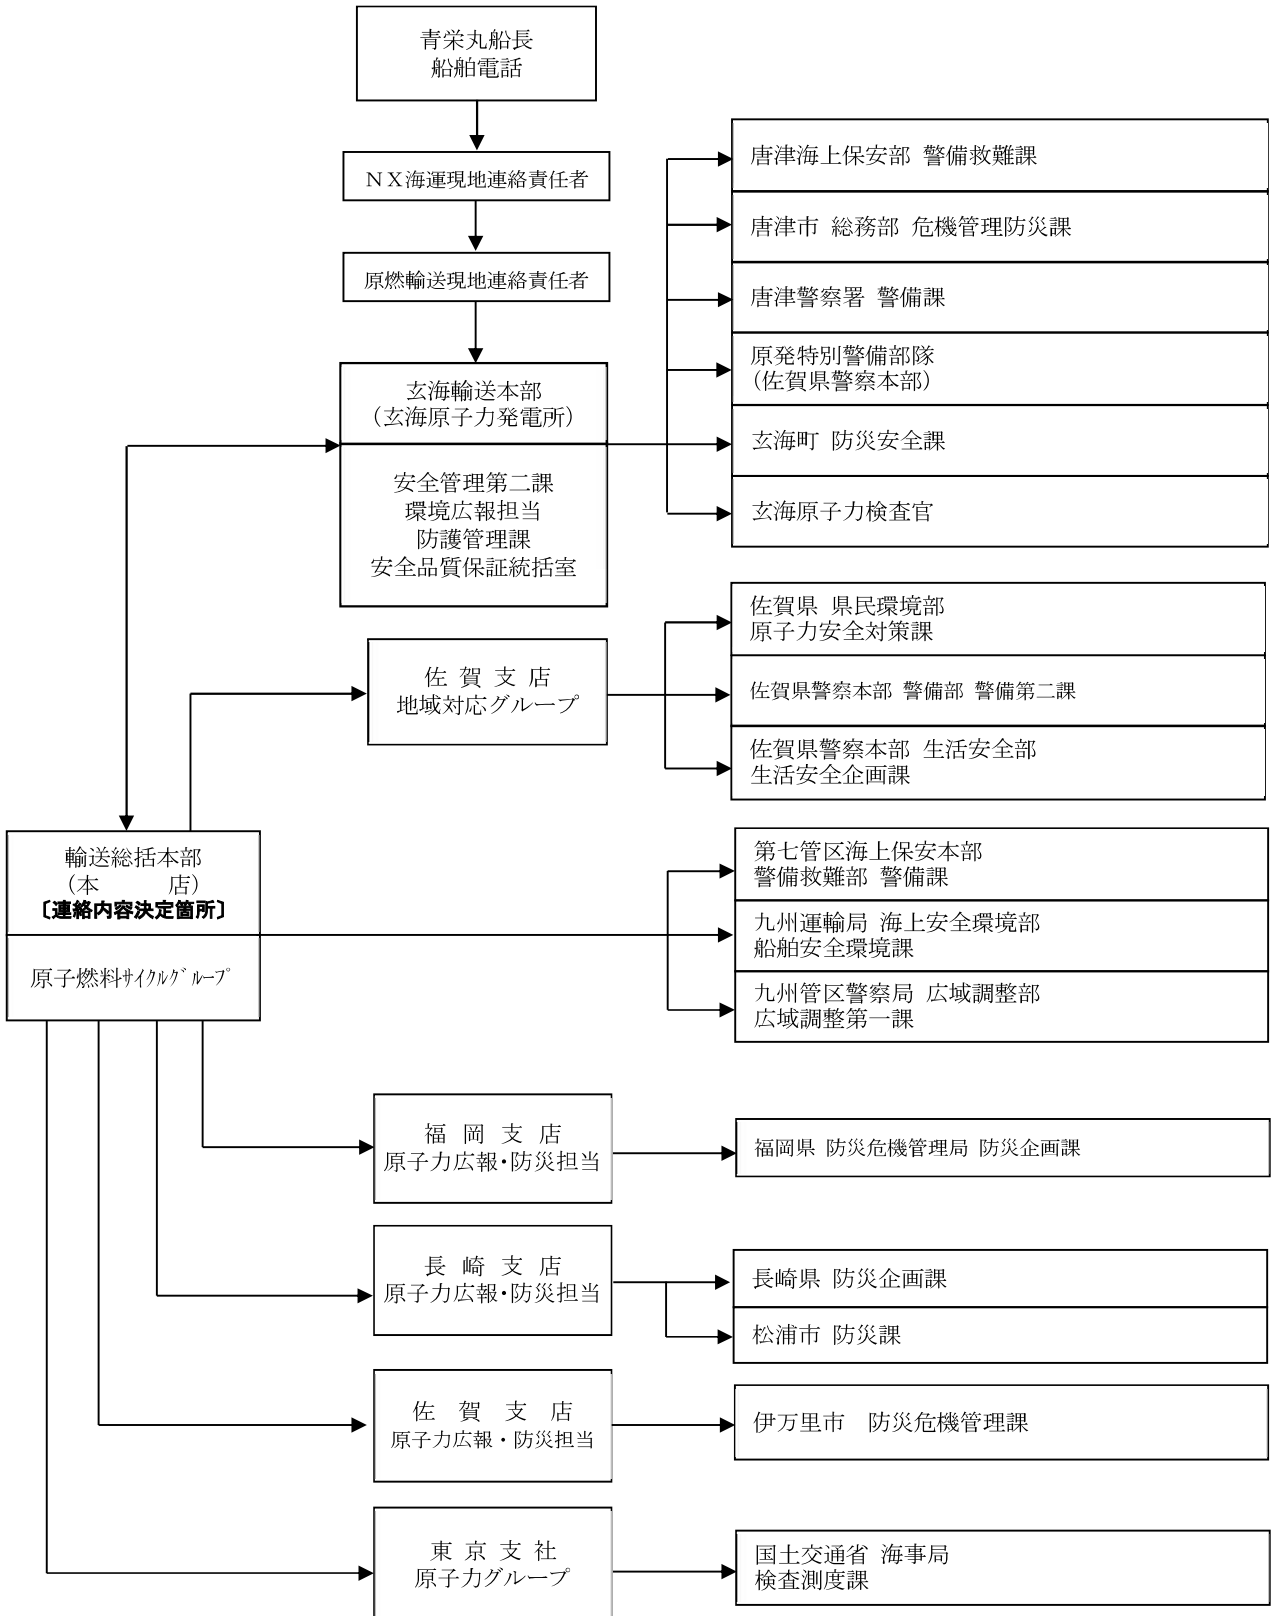 青栄丸船長
船舶電話
ＮＸ海運現地連絡責任者
原燃輸送現地連絡責任者
玄海輸送本部
（玄海原子力発電所）
安全管理第二課
環境広報担当
防護管理課
安全品質保証統括室
唐津海上保安部 警備救難課
唐津市 総務部 危機管理防災課
唐津警察署 警備課
原発特別警備部隊
（佐賀県警察本部）
玄海町 防災安全課
玄海原子力検査官
佐 賀 支 店
地域対応グループ
佐賀県 県民環境部
原子力安全対策課
佐賀県警察本部 警備部 警備第二課
佐賀県警察本部 生活安全部
生活安全企画課
輸送総括本部
（本　　　店）
〔連絡内容決定箇所〕
原子燃料ｻｲｸﾙｸﾞﾙｰﾌﾟ
第七管区海上保安本部
警備救難部 警備課
九州運輸局 海上安全環境部
船舶安全環境課
九州管区警察局 広域調整部
広域調整第一課
福 岡 支 店
原子力広報・防災担当
福岡県 防災危機管理局 防災企画課
長 崎 支 店
原子力広報・防災担当
長崎県 防災企画課
松浦市 防災課
佐 賀 支 店
原子力広報・防災担当
伊万里市　防災危機管理課
東 京 支 社
原子力グループ
国土交通省 海事局
検査測度課